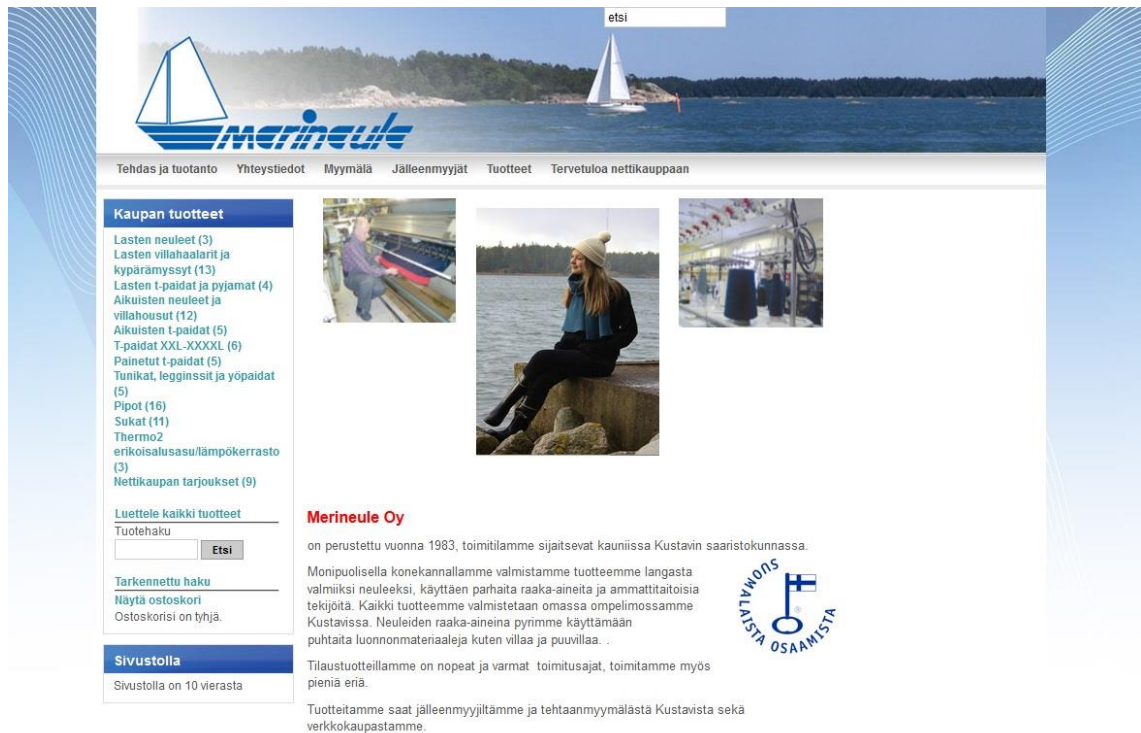 etsi
merineule
Tehdas ja tuotanto Yhteystiedot Myymälä Jälleenmyyjät Tuotteet Tervetuloa nettikauppaan
Kaupan tuotteet
Lasten neuleet (3)
Lasten villahaalarit ja
kypärämyssyt (13)
Lasten t-paidat ja pyjamat (4)
Aikuisten neuleet ja
villahousut (12)
Aikuisten t-paidat (5)
T-paidat XXL-XXXXL (6)
Painetut t-paidat (5)
Tunikat, legginssit ja yöpaidat
(5)
Pipot (16)
Sukat (11)
Thermo2
erikoisalusasu/lämpökerrasto
(3)
Nettikaupan tarjoukset (9)
Luettele kaikki tuotteet
Tuotehaku
Etsi
Tarkennettu haku
Näytä ostoskori
Ostoskorisi on tyhjä.
Sivustolla
Sivustolla on 10 vierasta
Merineule Oy
on perustettu vuonna 1983, toimitilamme sijaitsevat kauniissa Kustavin saaristokunnassa.
Monipuolisella konekannallamme valmistamme tuotteemme langasta
valmiiksi neuleeksi, käyttäen parhaita raaka-aineita ja ammattitaitoisia
tekijöitä. Kaikki tuotteemme valmistetaan omassa ompelimossamme
Kustavissa. Neuleiden raaka-aineina pyrimme käyttämään
puhtaita luonnonmateriaaleja kuten villaa ja puuvillaa. .
SUOMALAISTA OSAAMISTA
®
Tilaustuotteillamme on nopeat ja varmat toimitusajat, toimitamme myös
pieniä eriä.
Tuotteitamme saat jälleenmyyjiltämme ja tehtaanmyymälästä Kustavista sekä
verkkokaupastamme.